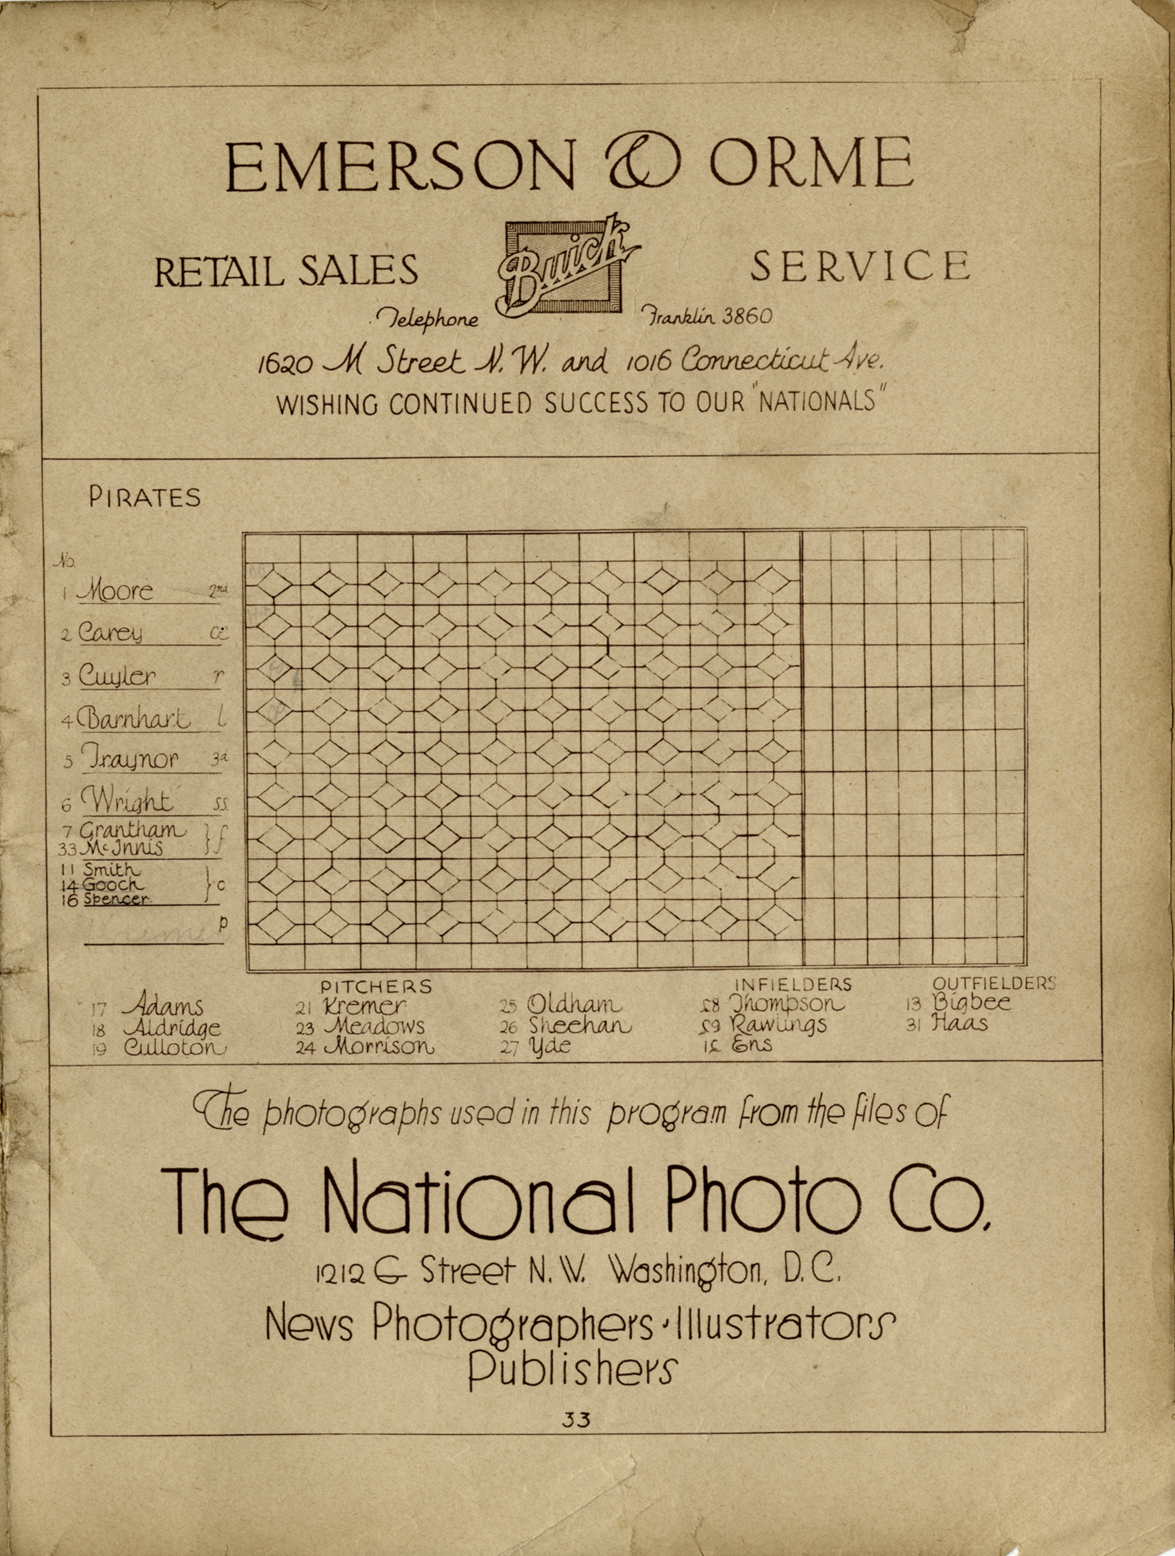 EMERSON & ORME
RETAIL SALES Buick SERVICE
Telephone Franklin 3860
1620 M Street N.W. and 1016 Connecticut Ave.
WISHING CONTINUED SUCCESS TO OUR "NATIONALS"
PIRATES
No.
1 Moore 2nd
2 Carey cf
3 Cuyler r
4 Barnhart l
5 Traynor 3d
6 Wright ss
7 Grantham
33 McInnis } f
11 Smith
14 Gooch } c
16 Spencer
p
PITCHERS INFIELDERS OUTFIELDERS
17 Adams 21 Kremer 25 Oldham 28 Thompson 13 Bigbee
18 Aldridge 23 Meadows 26 Sheehan 29 Rawlings 31 Haas
19 Culloton 24 Morrison 27 Yde Ens
The photographs used in this program from the files of
The National Photo Co.
1212 G Street N.W. Washington, D.C.
News Photographers · Illustrators
Publishers
33